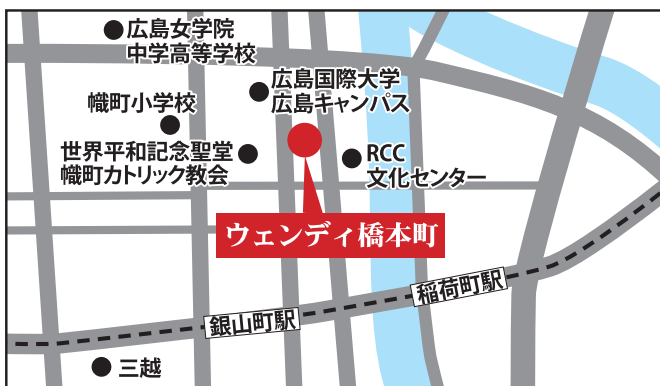 広島女学院
中学高等学校
広島国際大学
広島キャンパス
幟町小学校
世界平和記念聖堂
幟町カトリック教会
RCC
文化センター
ウェンディ橋本町
稲荷町駅
銀山町駅
三越